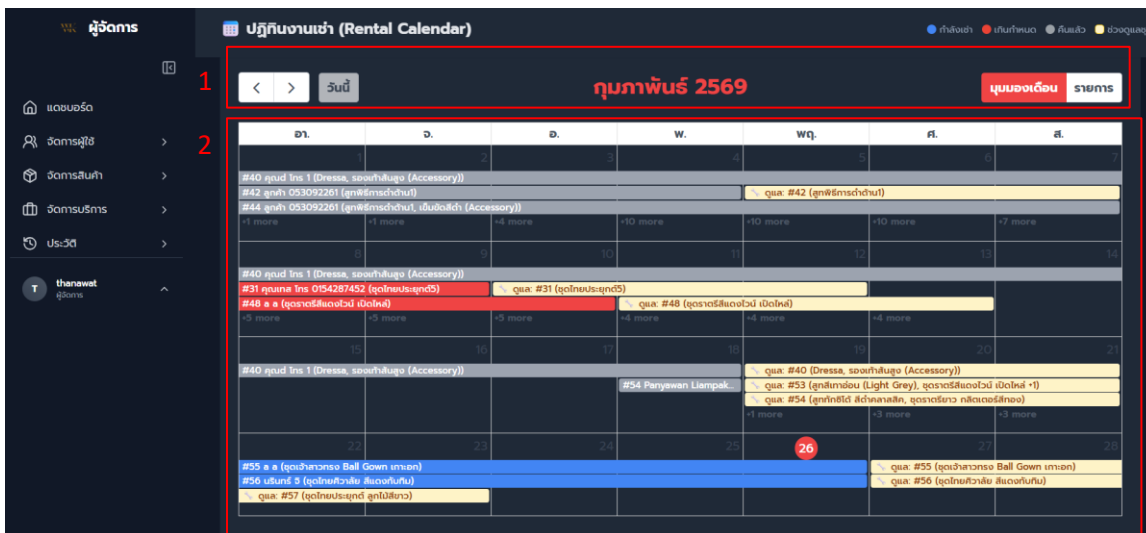 ผู้จัดการ
ปฏิทินงานเช่า (Rental Calendar)
กำลังเช่า เกินกำหนด คืนแล้ว
1
วันนี้
กุมภาพันธ์ 2569
มุมมองเดือน รายการ
แดชบอร์ด
จัดการผู้ใช้
จัดการสินค้า
จัดการบริการ
ประวัติ
T thanawat
ผู้จัดการ
2
อา. จ. อ. พ. พฤ. ศ. ส.
1 2 3 4 5 6 7
#40 คุณd โทร 1 (Dressa, รองเท้าส้นสูง (Accessory))
#42 ลูกค้า 053092261 (สูทพิธีการดำด้าน1) ดูแล: #42 (สูทพิธีการดำด้าน1)
#44 ลูกค้า 053092261 (สูทพิธีการดำด้าน1, เข็มขัดสีดำ (Accessory))
+1 more +1 more +4 more +10 more +10 more +10 more +7 more
8 9 10 11 12 13 14
#40 คุณd โทร 1 (Dressa, รองเท้าส้นสูง (Accessory))
#31 คุณเทส โทร 0154287452 (ชุดไทยประยุกต์5) ดูแล: #31 (ชุดไทยประยุกต์5)
#48 a a (ชุดราตรีสีแดงไวน์ เปิดไหล่) ดูแล: #48 (ชุดราตรีสีแดงไวน์ เปิดไหล่)
+5 more +5 more +5 more +4 more +4 more +4 more
15 16 17 18 19 20 21
#40 คุณd โทร 1 (Dressa, รองเท้าส้นสูง (Accessory)) ดูแล: #40 (Dressa, รองเท้าส้นสูง (Accessory))
#54 Panyawan Liampak... ดูแล: #53 (สูทสีเทาอ่อน (Light Grey), ชุดราตรีสีแดงไวน์ เปิดไหล่ +1)
ดูแล: #54 (สูททักซิโด้ สีดำคลาสสิค, ชุดราตรียาว กลิตเตอร์สีทอง)
+1 more +3 more +3 more
22 23 24 25 26 27 28
#55 a a (ชุดเจ้าสาวทรง Ball Gown เกาะอก) ดูแล: #55 (ชุดเจ้าสาวทรง Ball Gown เกาะอก)
#56 นรินทร์ วิ (ชุดไทยศิวาลัย สีแดงทับทิม) ดูแล: #56 (ชุดไทยศิวาลัย สีแดงทับทิม)
ดูแล: #57 (ชุดไทยประยุกต์ ลูกไม้สีขาว)